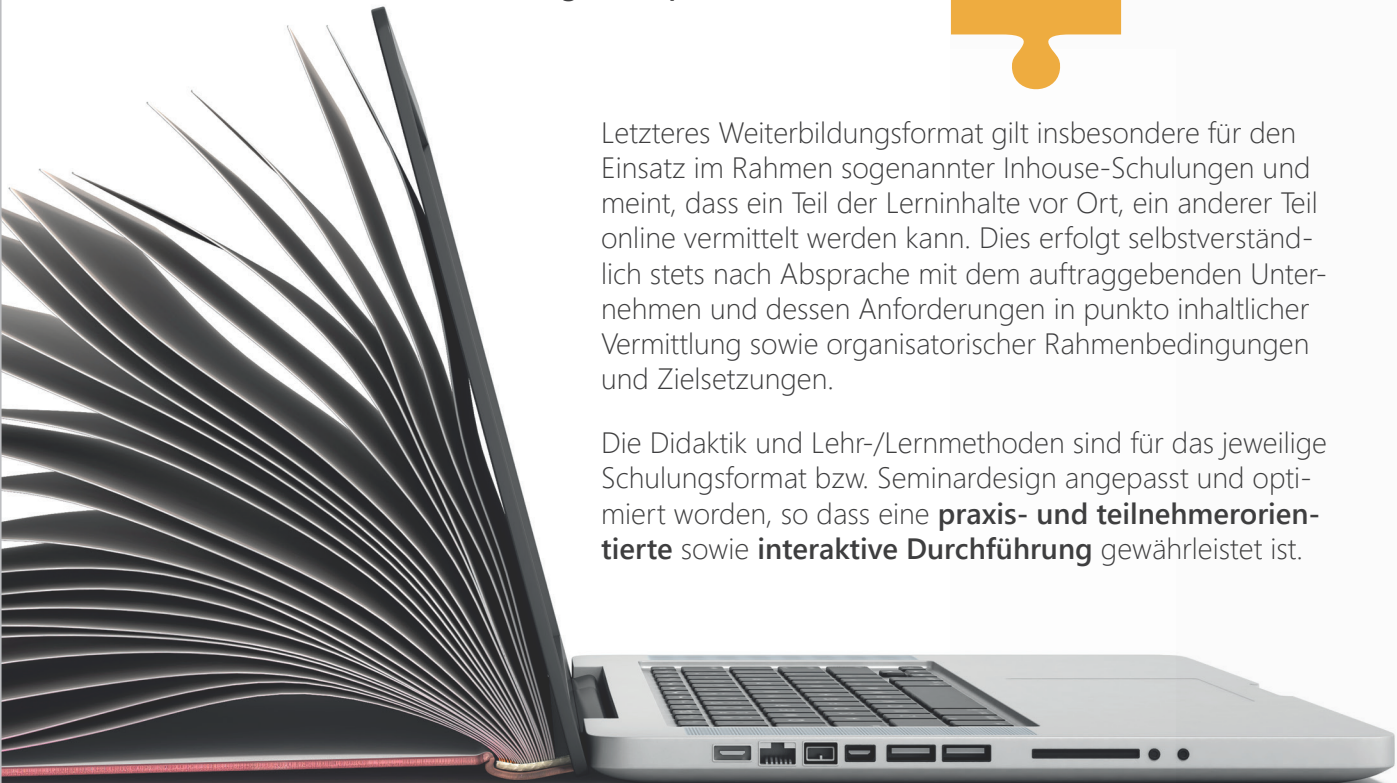 Letzteres Weiterbildungsformat gilt insbesondere für den
Einsatz im Rahmen sogenannter Inhouse-Schulungen und
meint, dass ein Teil der Lerninhalte vor Ort, ein anderer Teil
online vermittelt werden kann. Dies erfolgt selbstverständ-
lich stets nach Absprache mit dem auftraggebenden Unter-
nehmen und dessen Anforderungen in punkto inhaltlicher
Vermittlung sowie organisatorischer Rahmenbedingungen
und Zielsetzungen.
Die Didaktik und Lehr-/Lernmethoden sind für das jeweilige
Schulungsformat bzw. Seminardesign angepasst und opti-
miert worden, so dass eine praxis- und teilnehmerorien-
tierte sowie interaktive Durchführung gewährleistet ist.